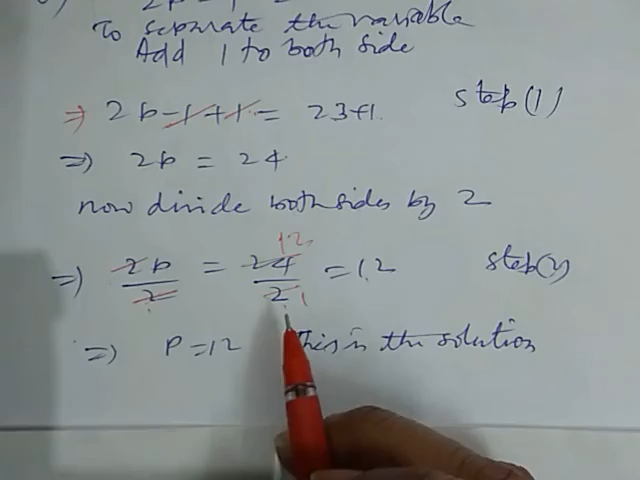 To separate the variable
Add 1 to both side
⇒ 2p-1+1 = 23+1. step(1)
⇒ 2p = 24
now divide both sides by 2
⇒ 2p/2 = 24/2 = 12 step(2)
12
1
⇒ P=12 This is the solution